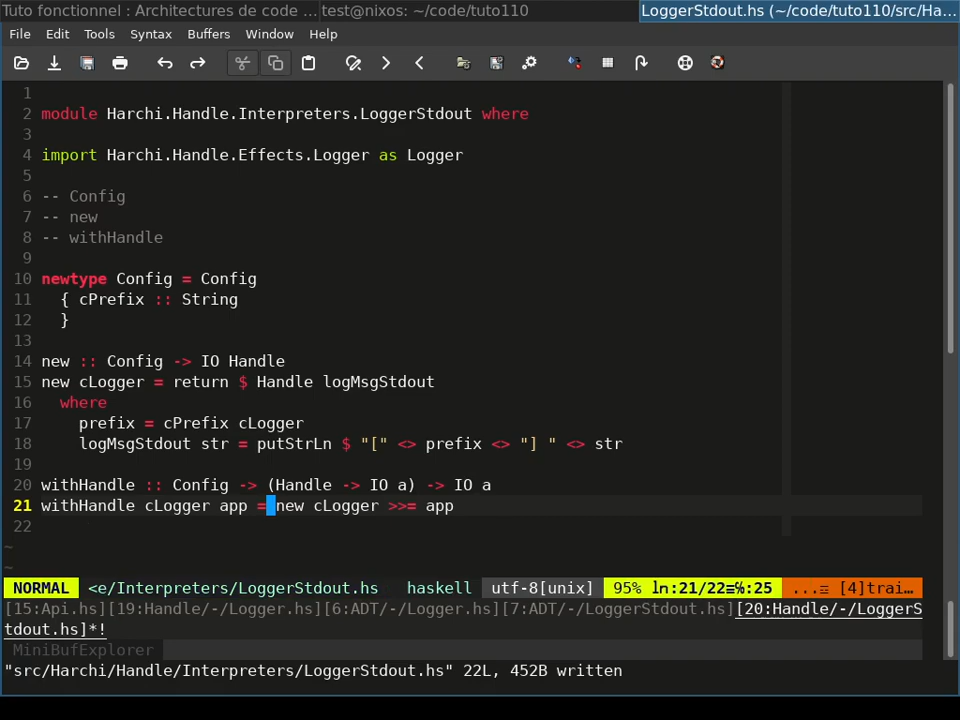 Tuto fonctionnel : Architectures de code ... test@nixos: ~/code/tuto110 LoggerStdout.hs (~/code/tuto110/src/Ha...
File Edit Tools Syntax Buffers Window Help
1
2 module Harchi.Handle.Interpreters.LoggerStdout where
3
4 import Harchi.Handle.Effects.Logger as Logger
5
6 -- Config
7 -- new
8 -- withHandle
9
10 newtype Config = Config
11   { cPrefix :: String
12   }
13
14 new :: Config -> IO Handle
15 new cLogger = return $ Handle logMsgStdout
16   where
17     prefix = cPrefix cLogger
18     logMsgStdout str = putStrLn $ "[" <> prefix <> "] " <> str
19
20 withHandle :: Config -> (Handle -> IO a) -> IO a
21 withHandle cLogger app = new cLogger >>= app
22
~
~
NORMAL <e/Interpreters/LoggerStdout.hs haskell utf-8[unix] 95% ㏑:21/22≡℅:25 ...☲ [4]trai…
[15:Api.hs][19:Handle/-/Logger.hs][6:ADT/-/Logger.hs][7:ADT/-/LoggerStdout.hs][20:Handle/-/LoggerS
tdout.hs]*!
MiniBufExplorer
"src/Harchi/Handle/Interpreters/LoggerStdout.hs" 22L, 452B written